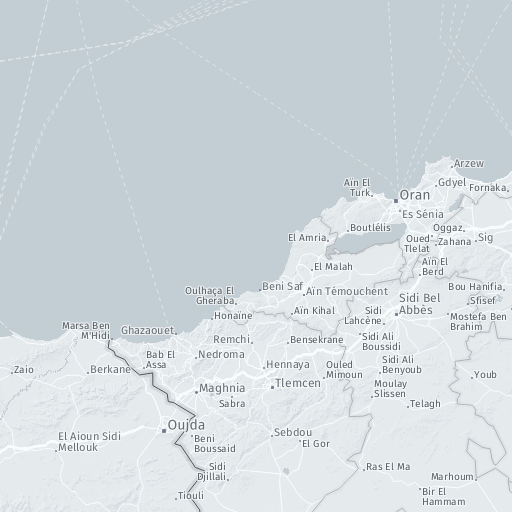 Arzew
Aïn El
Turk
Gdyel
Fornaka
Oran
Es Sénia
Boutlélis
Oggaz
El Amria
Oued
Tlelat
Zahana
Sig
El Malah
Aïn El
Berd
Oulhaça El
Gheraba
Beni Saf
Aïn Témouchent
Bou Hanifia
Sidi Bel
Abbès
Sfisef
Honaïne
Aïn Kihal
Sidi
Lahcène
Mostefa Ben
Brahim
Marsa Ben
M'Hidi
Ghazaouet
Remchi
Bensekrane
Sidi Ali
Boussidi
Bab El
Assa
Nedroma
Zaio
Berkane
Hennaya
Ouled
Mimoun
Sidi Ali
Benyoub
Youb
Maghnia
Tlemcen
Moulay
Slissen
Sabra
Telagh
Oujda
El Aioun Sidi
Mellouk
Beni
Boussaid
Sebdou
El Gor
Sidi
Djillali
Ras El Ma
Marhoum
Tiouli
Bir El
Hammam